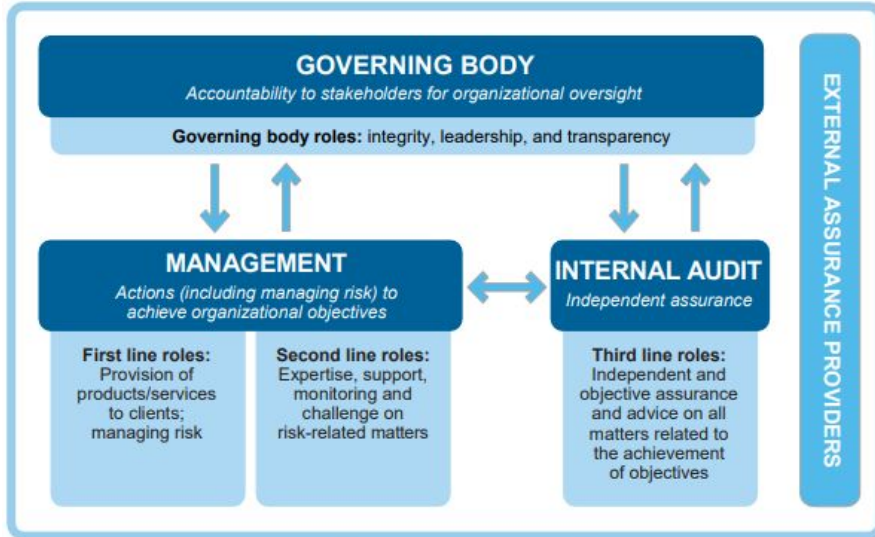 GOVERNING BODY
Accountability to stakeholders for organizational oversight
Governing body roles: integrity, leadership, and transparency
MANAGEMENT
Actions (including managing risk) to
achieve organizational objectives
First line roles:
Provision of
products/services
to clients;
managing risk
Second line roles:
Expertise, support,
monitoring and
challenge on
risk-related matters
INTERNAL AUDIT
Independent assurance
Third line roles:
Independent and
objective assurance
and advice on all
matters related to
the achievement
of objectives
EXTERNAL ASSURANCE PROVIDERS